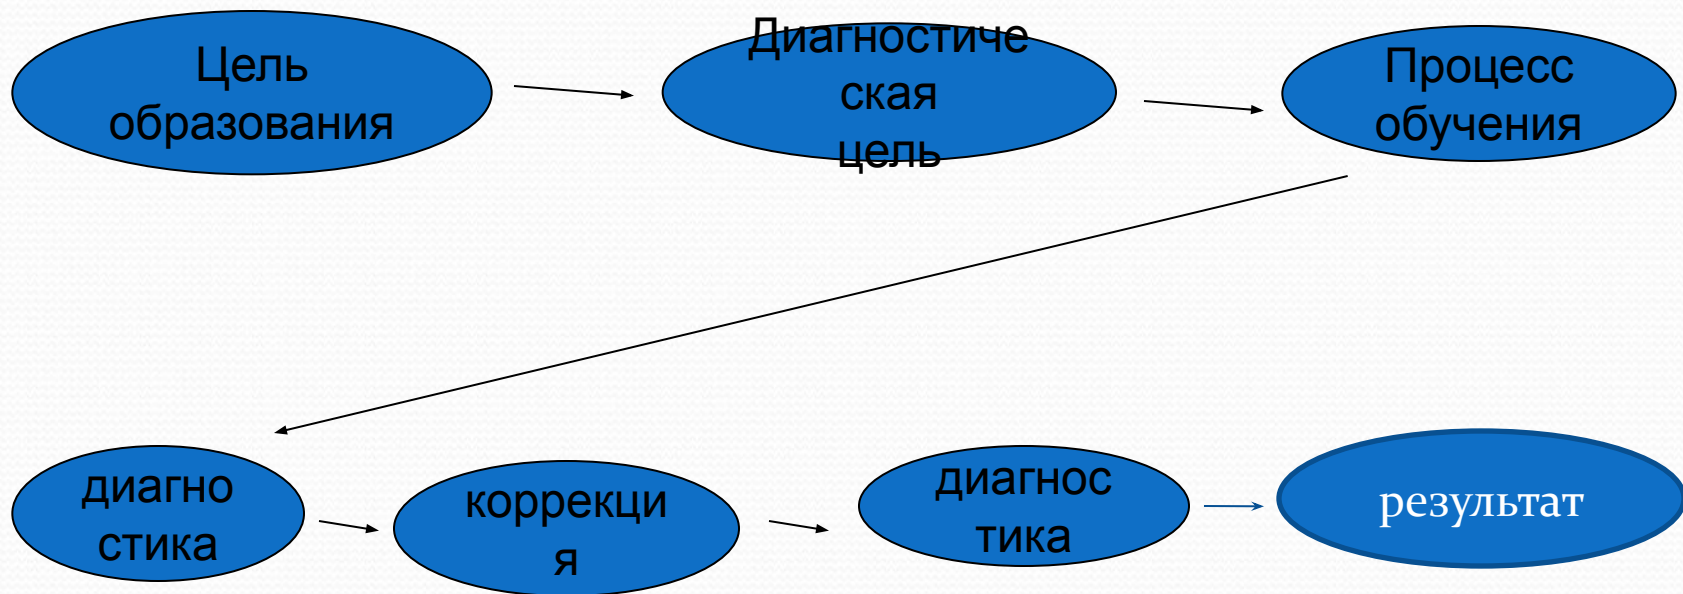 Цель
образования
Диагностиче
ская
цель
Процесс
обучения
диагно
стика
коррекци
я
диагнос
тика
результат